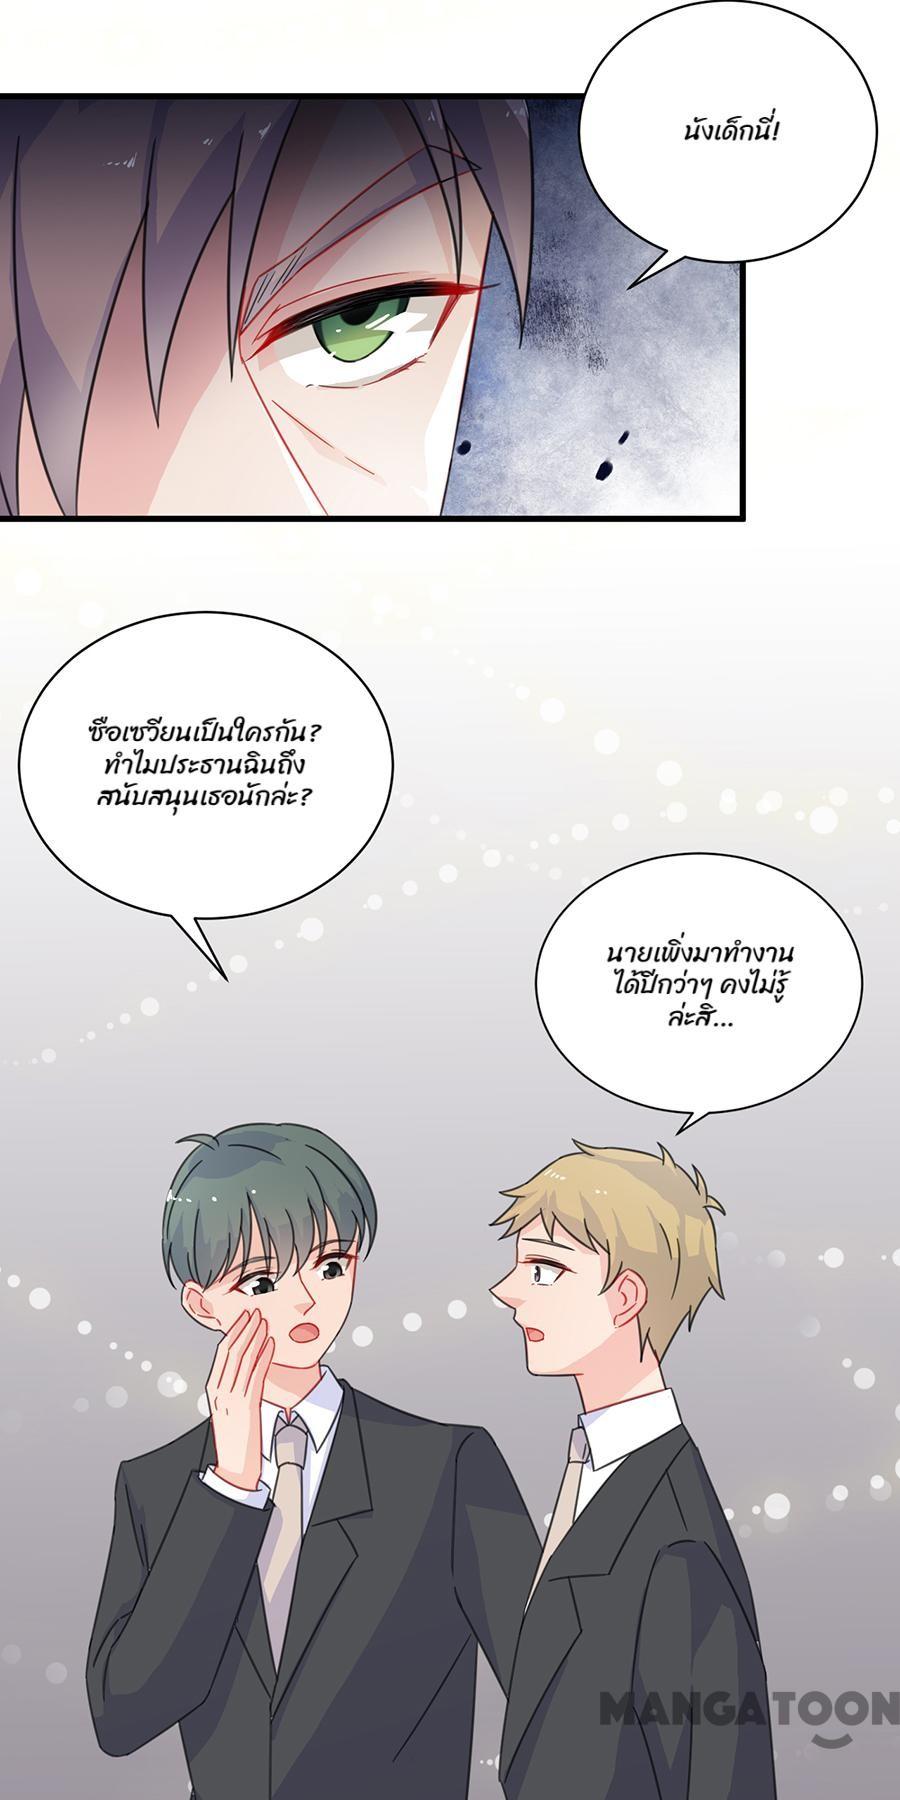 นังเด็กนี่!
ซือเซวียนเป็นใครกัน?
ทำไมประธานฉินถึง
สนับสนุนเธอนักล่ะ?
นายเพิ่งมาทำงาน
ได้ปีกว่าๆ คงไม่รู้
ล่ะสิ...
MANGATOON